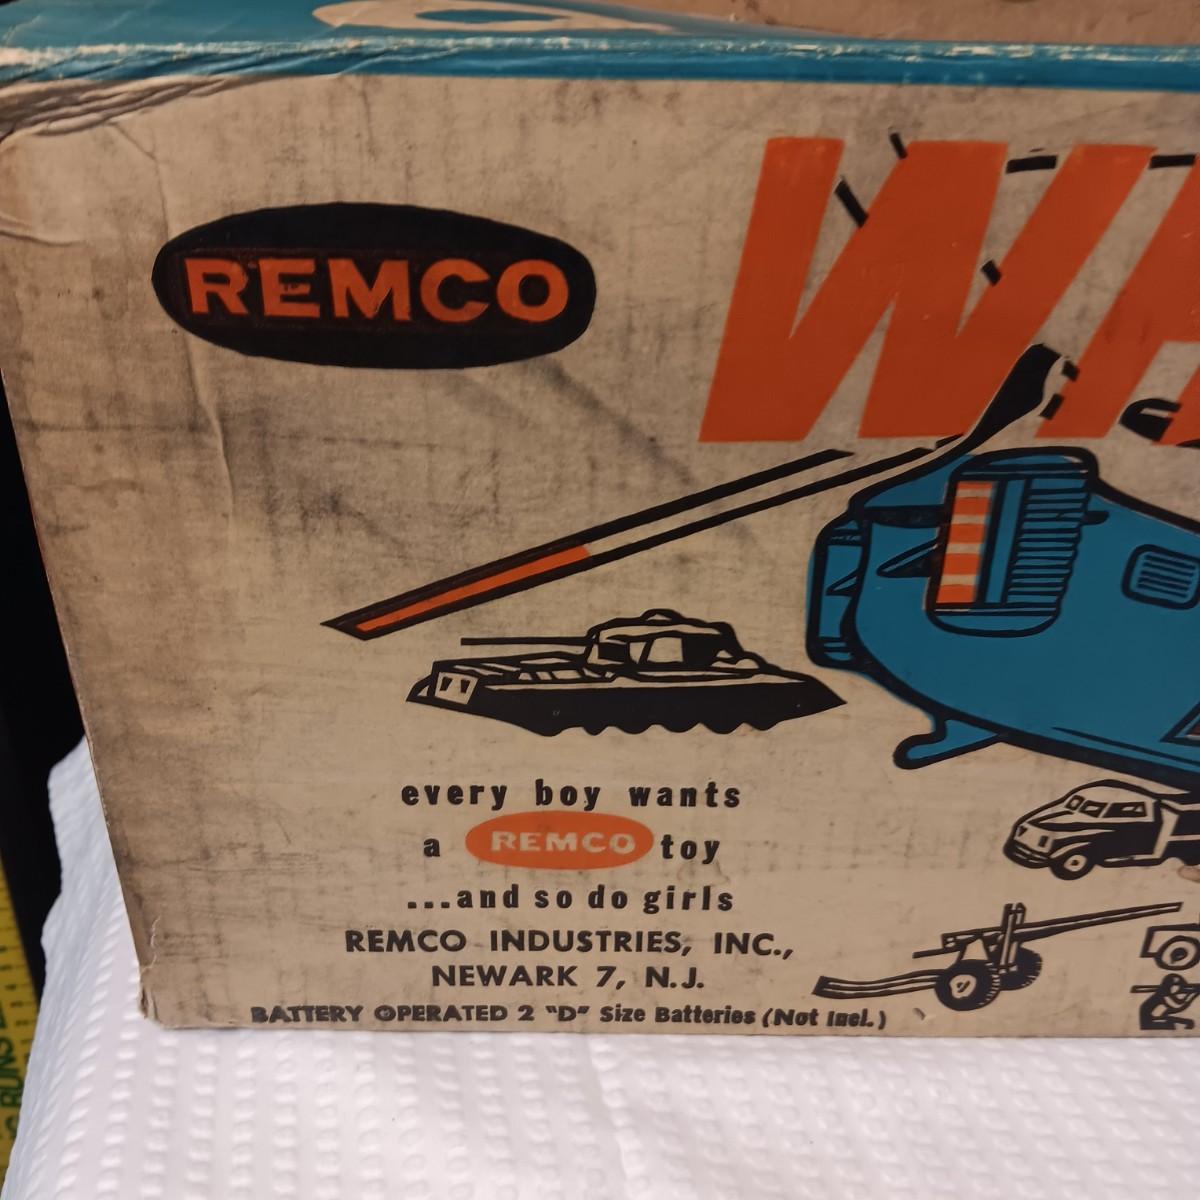 REMCO
every boy wants
a REMCO toy
...and so do girls
REMCO INDUSTRIES, INC.,
NEWARK 7, N.J.
BATTERY OPERATED 2 "D" Size Batteries (Not Incl.)